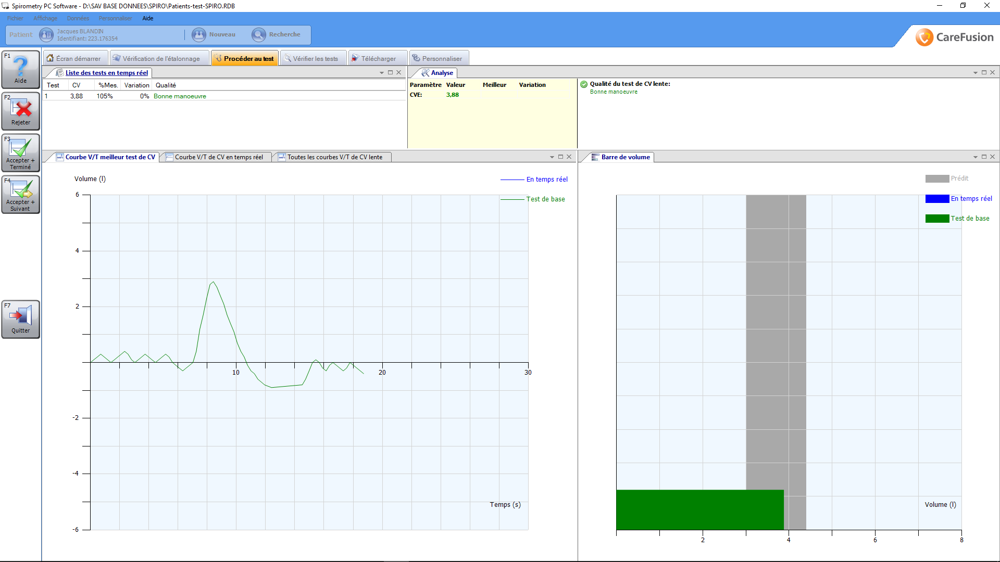 Spirometry PC Software - D:\SAV BASE DONNEES\SPIRO\Patients-test-SPIRO.RDB
Fichier Affichage Données Personnaliser Aide
Patient Jacques BLANDIN
Identifiant: 223.176354
Nouveau Recherche
CareFusion
F1 Aide
F2 Rejeter
F3 Accepter +
Terminé
F4 Accepter +
Suivant
F7 Quitter
Écran démarrer Vérification de l'étalonnage Procéder au test Vérifier les tests Télécharger Personnaliser
Liste des tests en temps réel
Test CV %Mes. Variation Qualité
1 3,88 105% 0% Bonne manoeuvre
Analyse
Paramètre Valeur Meilleur Variation
CVE: 3,88
Qualité du test de CV lente:
Bonne manoeuvre
Courbe V/T meilleur test de CV Courbe V/T de CV en temps réel Toutes les courbes V/T de CV lente
Volume (l)
En temps réel
Test de base
6
4
2
10 20 30
-2
-4
Temps (s)
-6
Barre de volume
Prédit
En temps réel
Test de base
Volume (l)
2 4 6 8